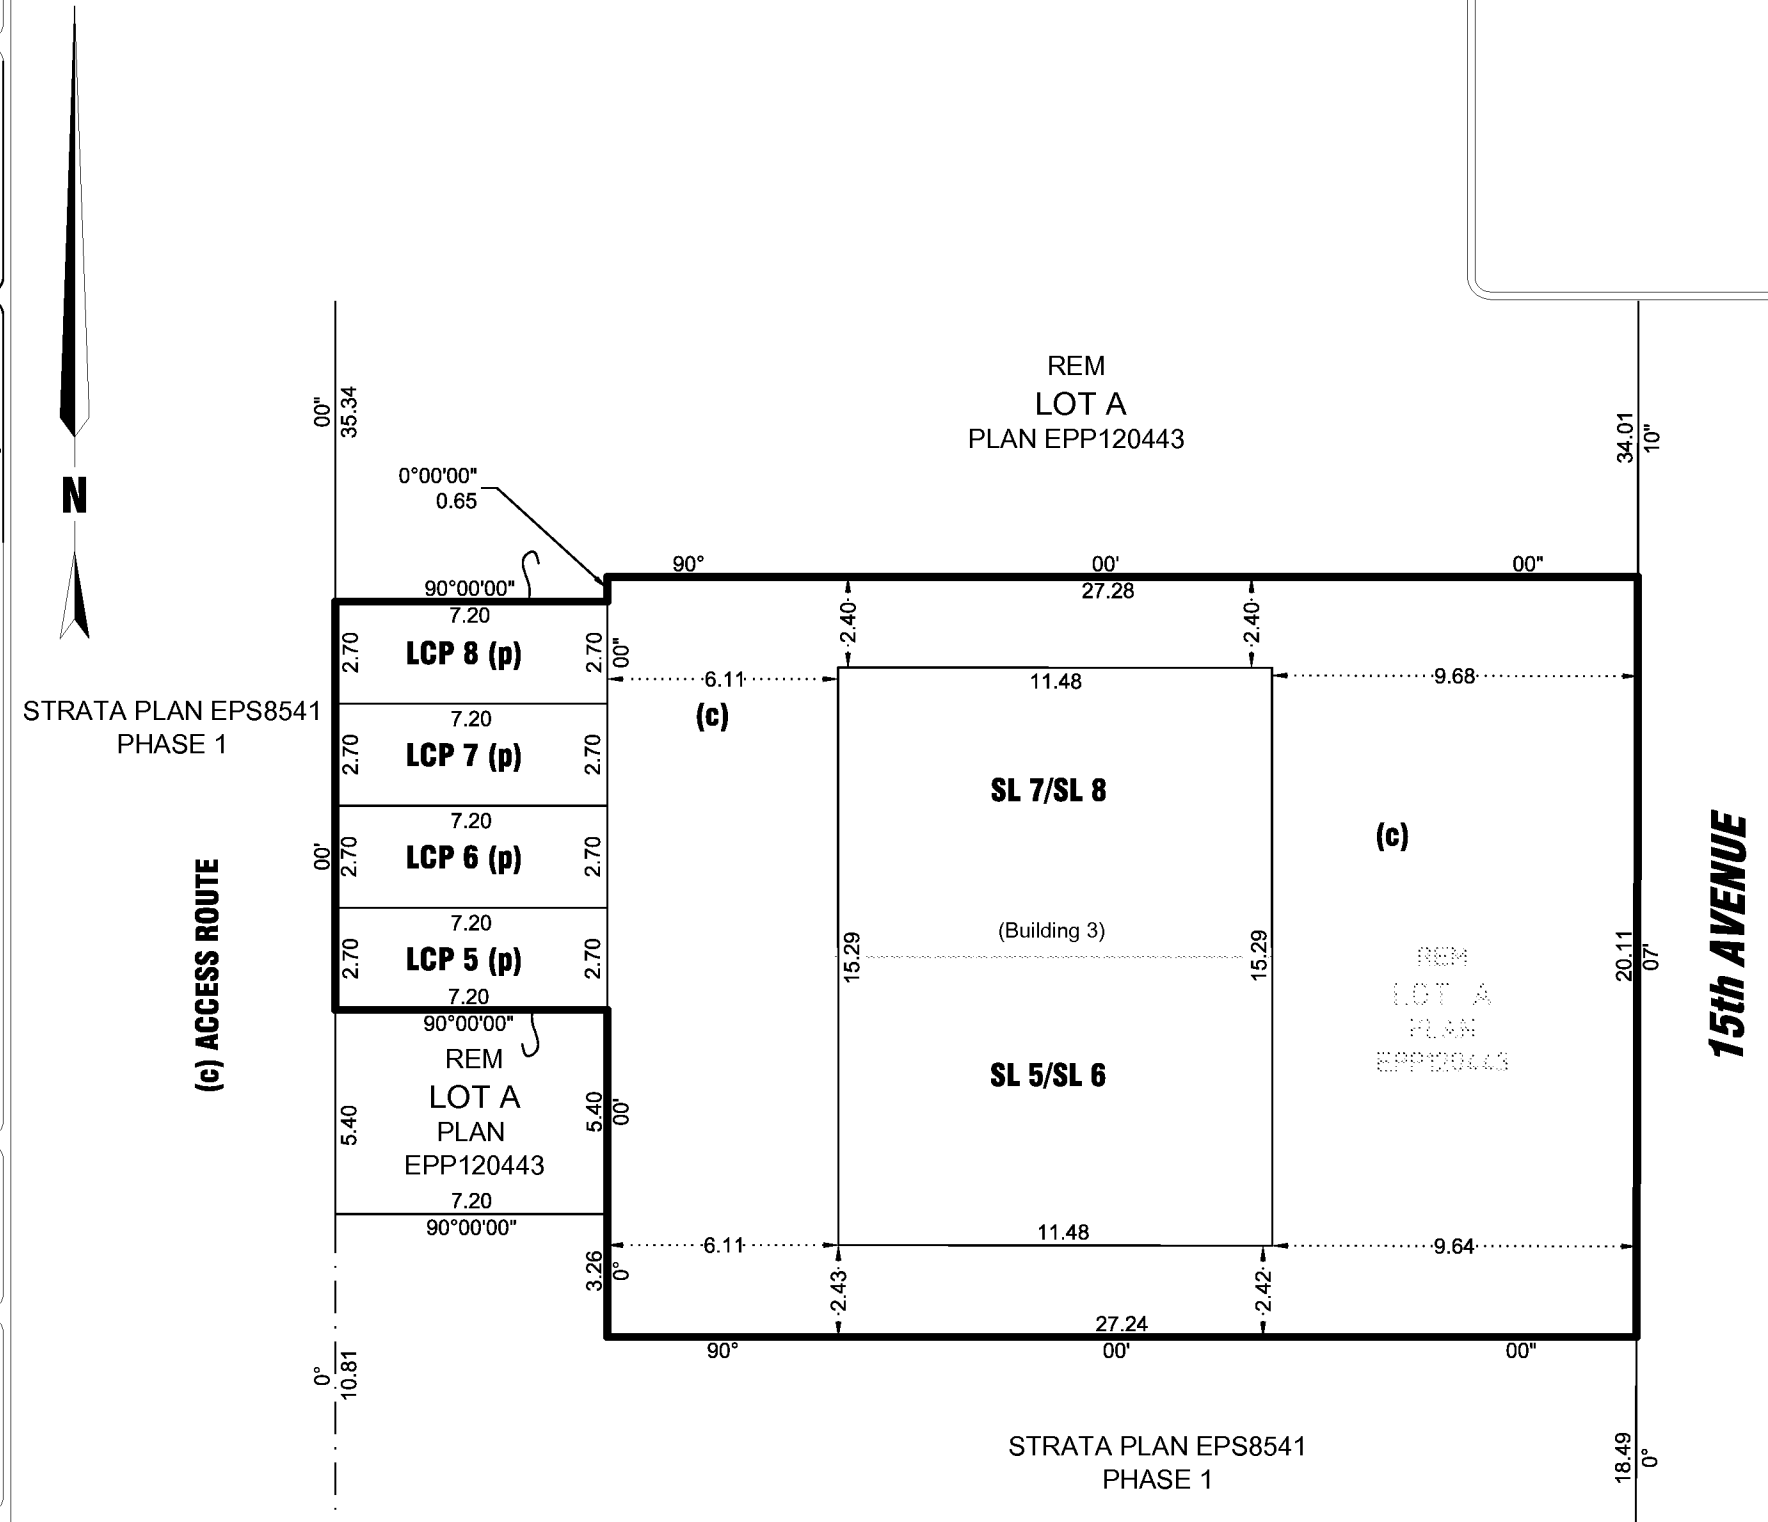 REM
LOT A
PLAN EPP120443
00"
35.34
34.01
10"
N
0°00'00"
0.65
90°
00'
00"
27.28
90°00'00"
7.20
2.70
LCP 8 (p)
2.70
00"
2.40
2.40
6.11
11.48
9.68
STRATA PLAN EPS8541
PHASE 1
(c)
7.20
2.70
LCP 7 (p)
2.70
SL 7/SL 8
(c)
7.20
00'
2.70
LCP 6 (p)
2.70
(c) ACCESS ROUTE
15th AVENUE
7.20
2.70
LCP 5 (p)
2.70
7.20
90°00'00"
(Building 3)
15.29
15.29
20.11
07'
REM
LOT A
PLAN
EPP120443
REM
LOT A
PLAN
EPP120443
5.40
5.40
00'
SL 5/SL 6
7.20
90°00'00"
3.26
0°
6.11
11.48
9.64
2.43
2.42
27.24
90°
00'
00"
0°
10.81
STRATA PLAN EPS8541
PHASE 1
18.49
0°